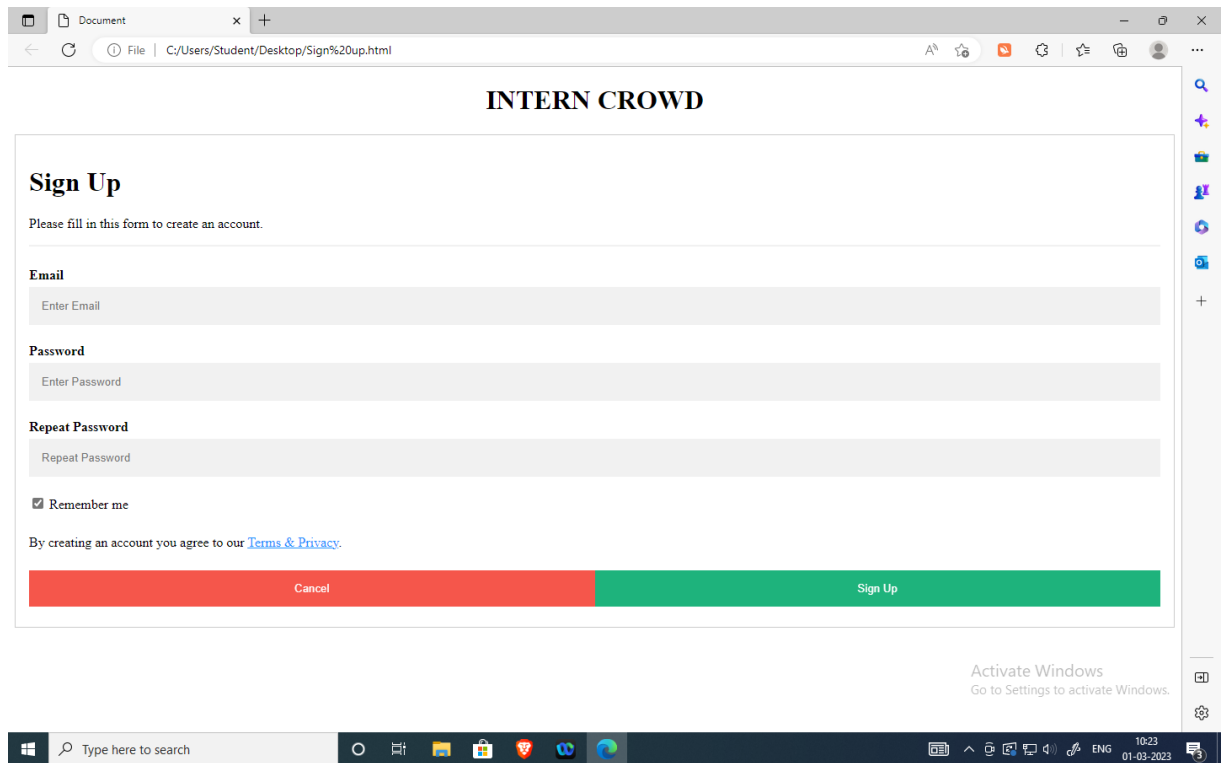 Document
File
C:/Users/Student/Desktop/Sign%20up.html
INTERN CROWD
Sign Up
Please fill in this form to create an account.
Email
Enter Email
Password
Enter Password
Repeat Password
Repeat Password
Remember me
By creating an account you agree to our Terms & Privacy.
Cancel
Sign Up
Activate Windows
Go to Settings to activate Windows.
Type here to search
ENG
10:23
01-03-2023
3